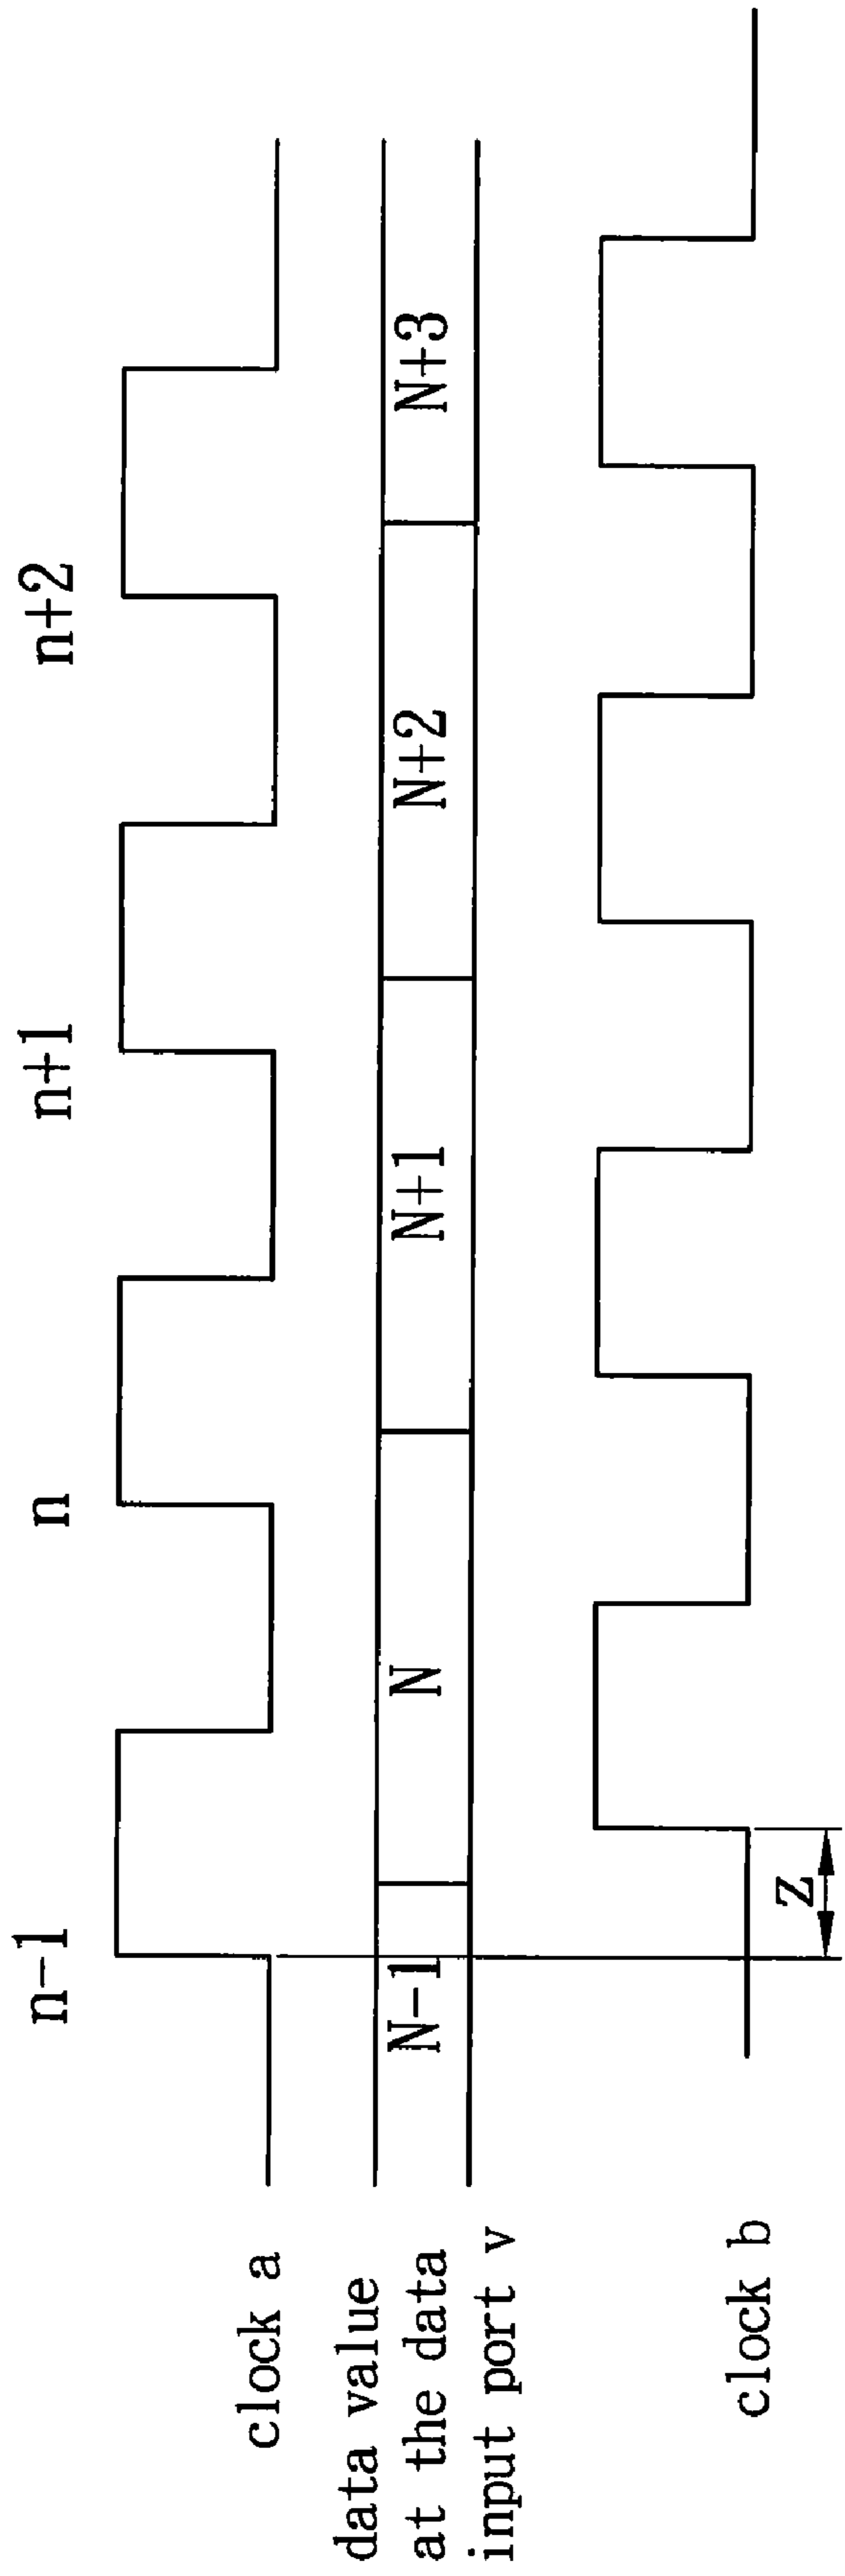 n-1 n n+1 n+2
clock a
data value
at the data
input port v
N-1 N N+1 N+2 N+3
Z
clock b